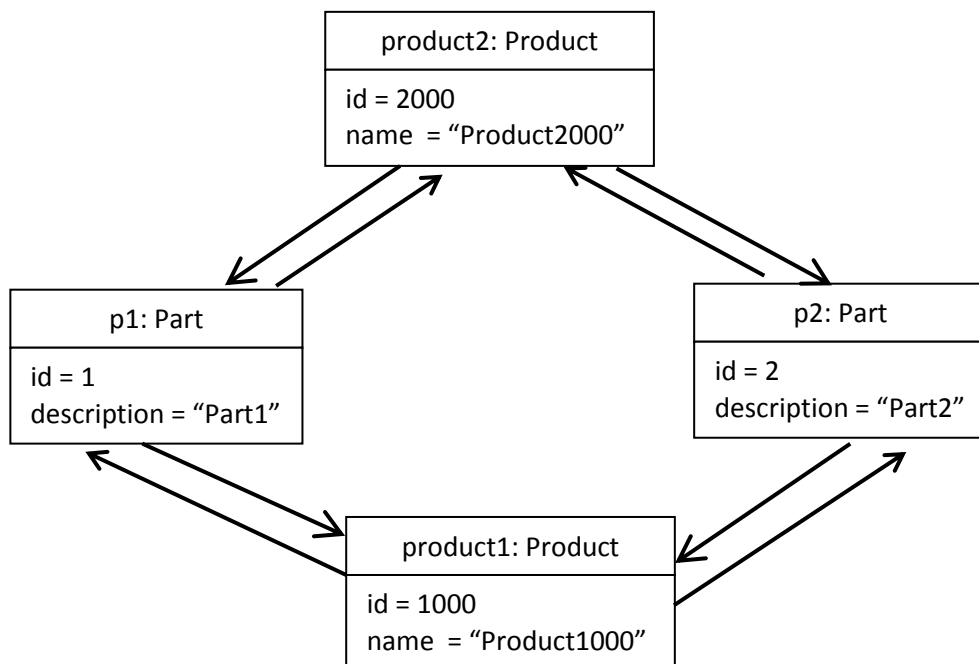 product2: Product
id = 2000
name  = “Product2000”
p1: Part
id = 1
description = “Part1”
p2: Part
id = 2
description = “Part2”
product1: Product
id = 1000
name  = “Product1000”